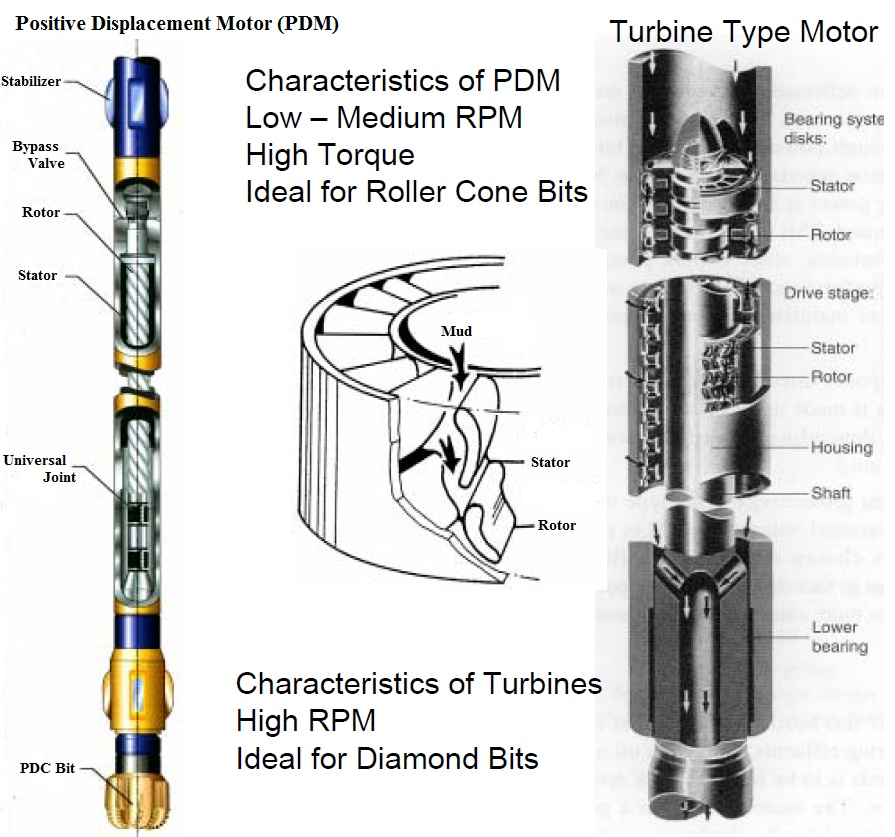 Positive Displacement Motor (PDM)
Stabilizer
Bypass
Valve
Rotor
Stator
Universal
Joint
PDC Bit
Characteristics of PDM
Low – Medium RPM
High Torque
Ideal for Roller Cone Bits
Mud
Stator
Rotor
Characteristics of Turbines
High RPM
Ideal for Diamond Bits
Turbine Type Motor
Bearing syste
disks:
Stator
Rotor
Drive stage:
Stator
Rotor
Housing
Shaft
Lower
bearing